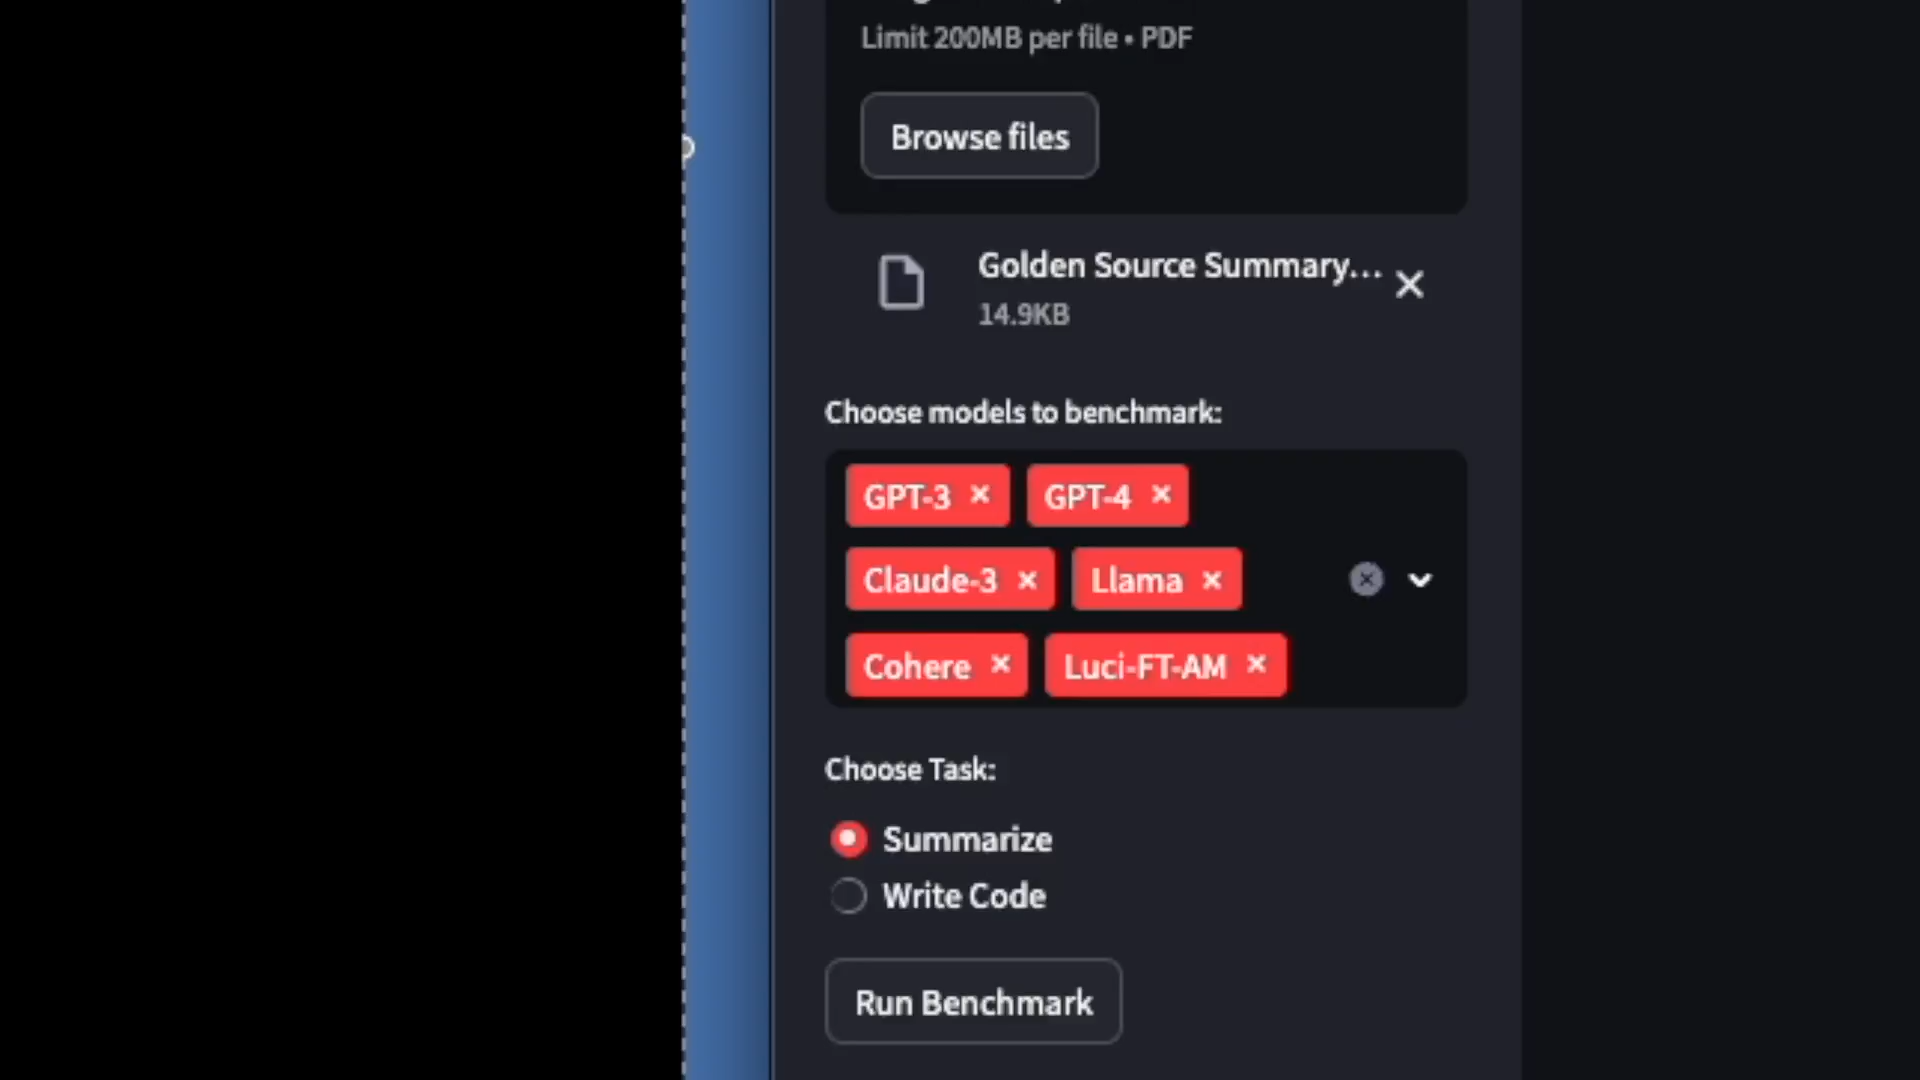 Limit 200MB per file • PDF
Browse files
Golden Source Summary...
14.9KB
Choose models to benchmark:
GPT-3 × GPT-4 ×
Claude-3 × Llama ×
Cohere × Luci-FT-AM ×
Choose Task:
Summarize
Write Code
Run Benchmark